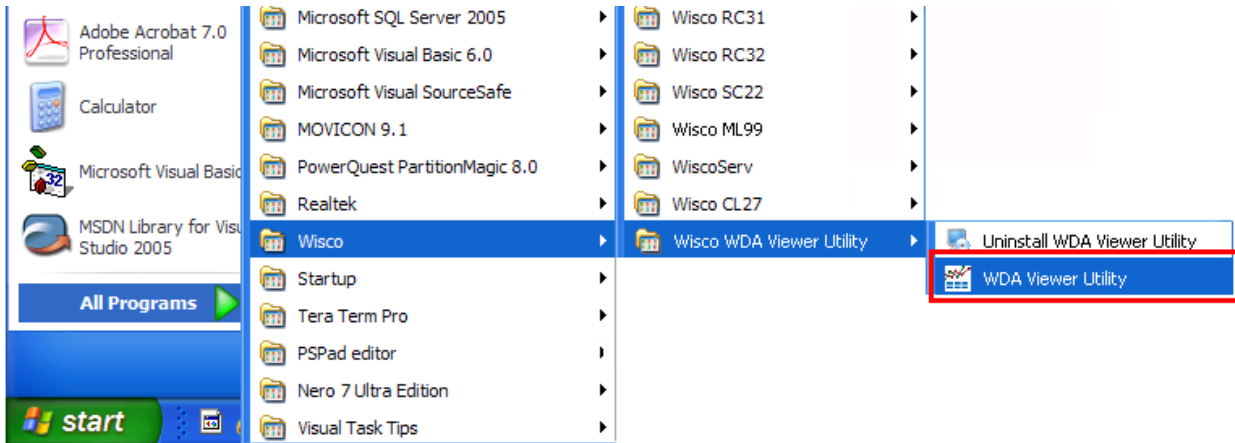 Adobe Acrobat 7.0
Professional
Calculator
Microsoft Visual Basic
MSDN Library for Visu
Studio 2005
All Programs
start
Microsoft SQL Server 2005
Microsoft Visual Basic 6.0
Microsoft Visual SourceSafe
MOVICON 9.1
PowerQuest PartitionMagic 8.0
Realtek
Wisco
Startup
Tera Term Pro
PSPad editor
Nero 7 Ultra Edition
Visual Task Tips
Wisco RC31
Wisco RC32
Wisco SC22
Wisco ML99
WiscoServ
Wisco CL27
Wisco WDA Viewer Utility
Uninstall WDA Viewer Utility
WDA Viewer Utility